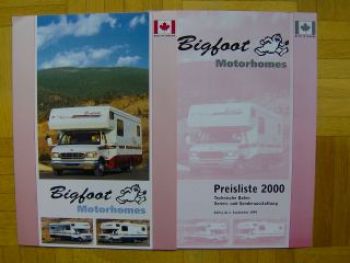 Bigfoot
Motorhomes
Bigfoot
Motorhomes
Preisliste 2000
Technische Daten
Serien- und Sonderausstattung